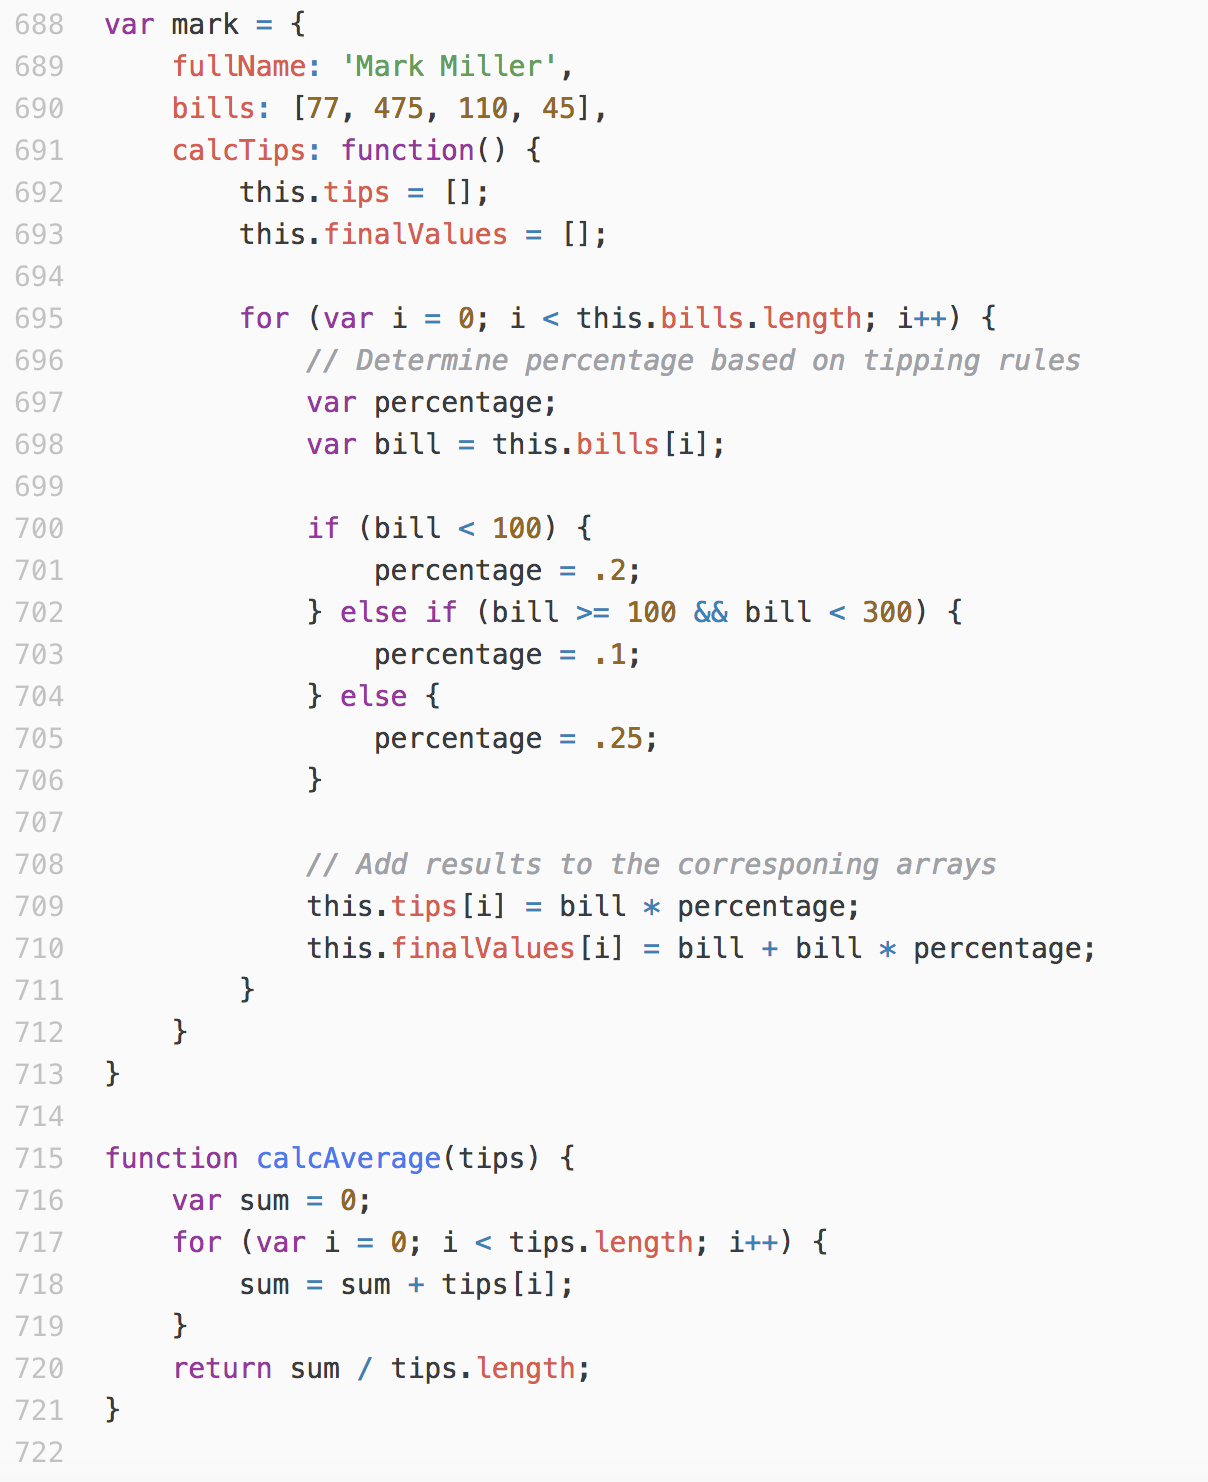 688 var mark = {
689     fullName: 'Mark Miller',
690     bills: [77, 475, 110, 45],
691     calcTips: function() {
692         this.tips = [];
693         this.finalValues = [];
694
695         for (var i = 0; i < this.bills.length; i++) {
696             // Determine percentage based on tipping rules
697             var percentage;
698             var bill = this.bills[i];
699
700             if (bill < 100) {
701                 percentage = .2;
702             } else if (bill >= 100 && bill < 300) {
703                 percentage = .1;
704             } else {
705                 percentage = .25;
706             }
707
708             // Add results to the corresponing arrays
709             this.tips[i] = bill * percentage;
710             this.finalValues[i] = bill + bill * percentage;
711         }
712     }
713 }
714
715 function calcAverage(tips) {
716     var sum = 0;
717     for (var i = 0; i < tips.length; i++) {
718         sum = sum + tips[i];
719     }
720     return sum / tips.length;
721 }
722